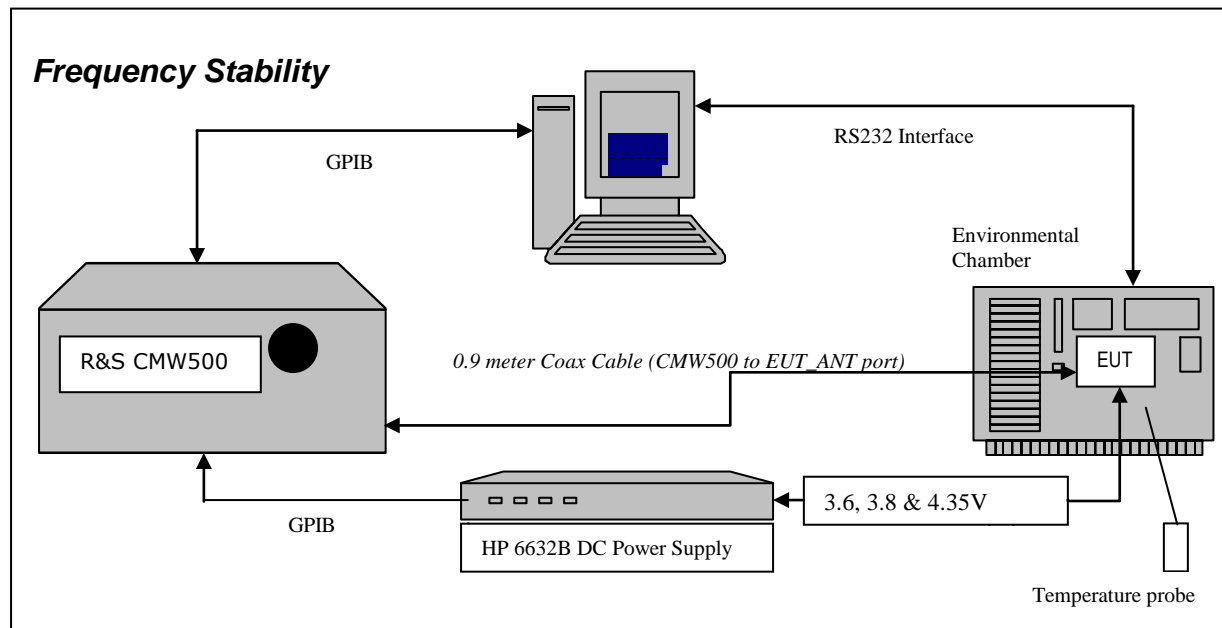 Frequency Stability
GPIB
RS232 Interface
Environmental
Chamber
R&S CMW500
0.9 meter Coax Cable (CMW500 to EUT_ANT port)
EUT
3.6, 3.8 & 4.35V
GPIB
HP 6632B DC Power Supply
Temperature probe